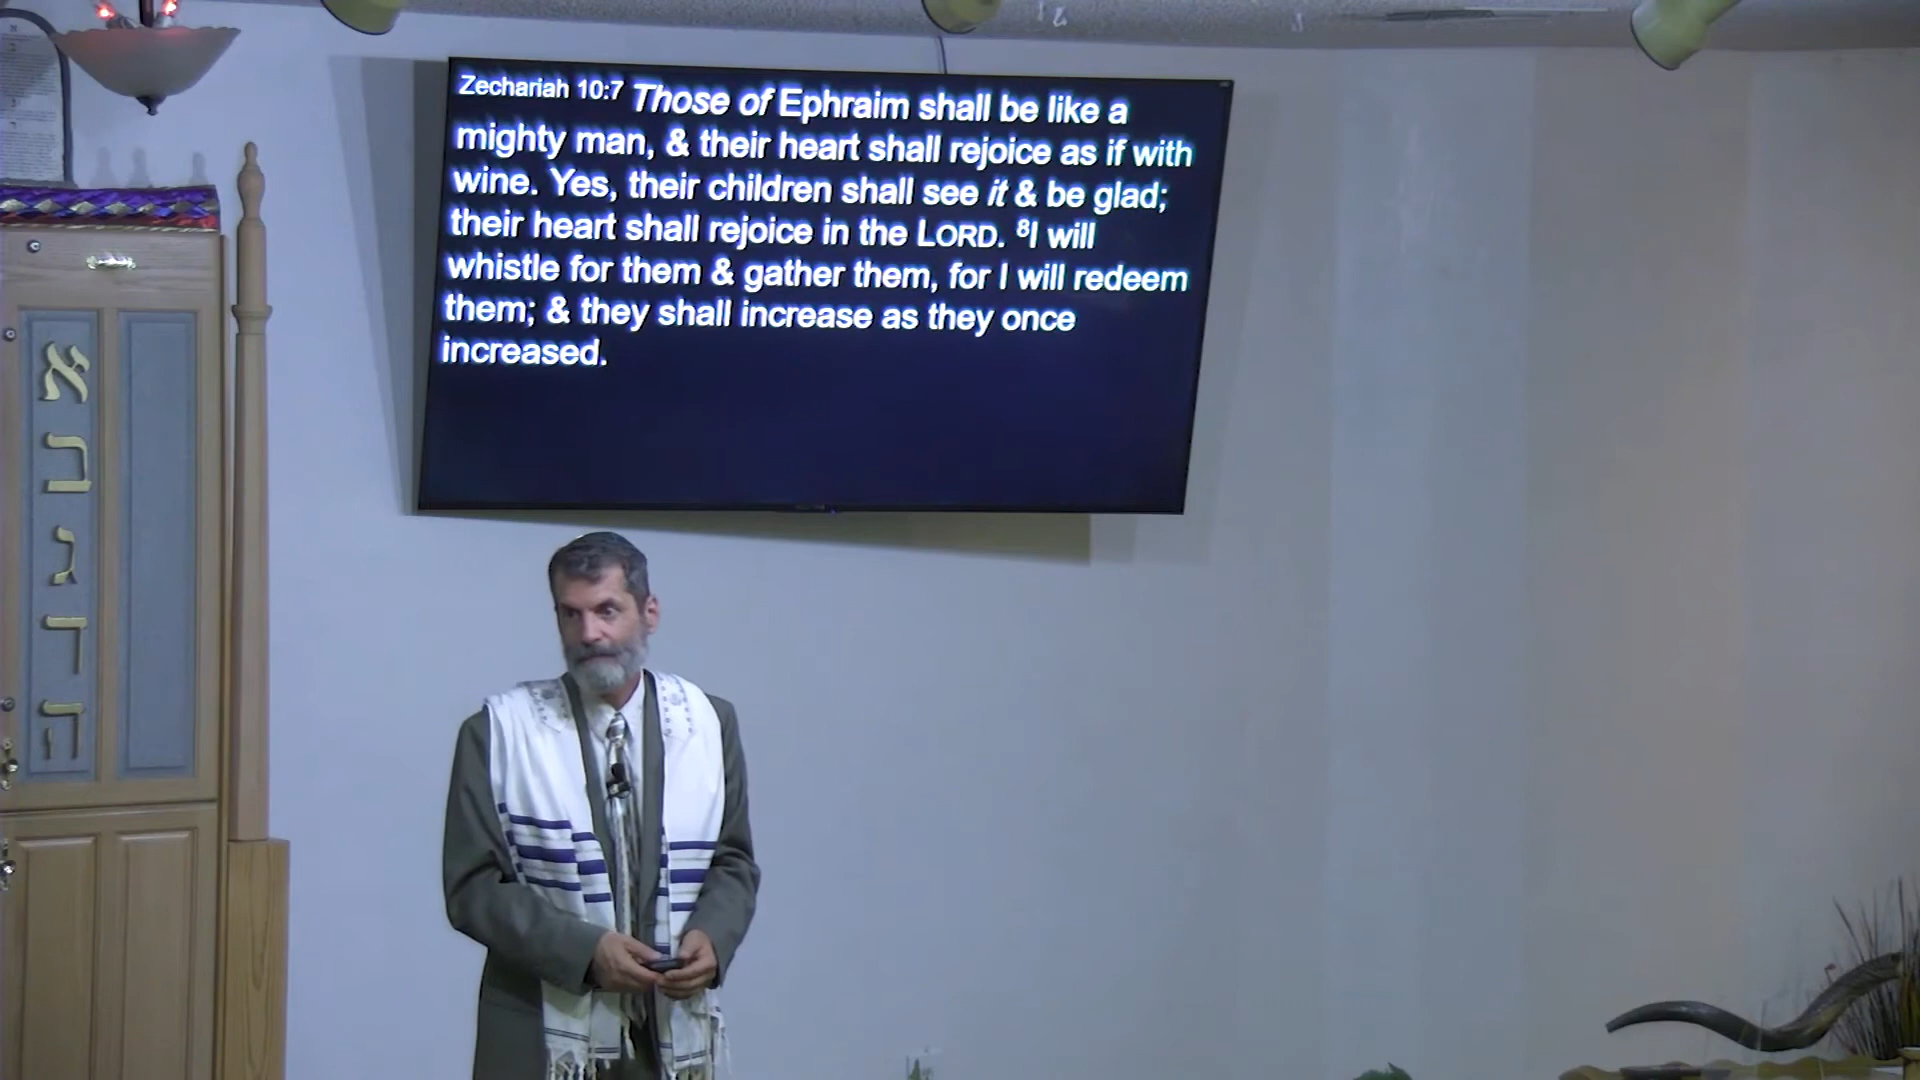 Zechariah 10:7 Those of Ephraim shall be like a
mighty man, & their heart shall rejoice as if with
wine. Yes, their children shall see it & be glad;
their heart shall rejoice in the LORD. ⁸I will
whistle for them & gather them, for I will redeem
them; & they shall increase as they once
increased.
א
ב
ג
ד
ה